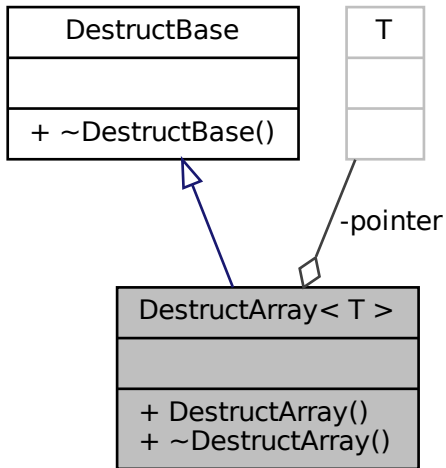 DestructBase
T
+ ~DestructBase()
-pointer
DestructArray< T >
+ DestructArray()
+ ~DestructArray()